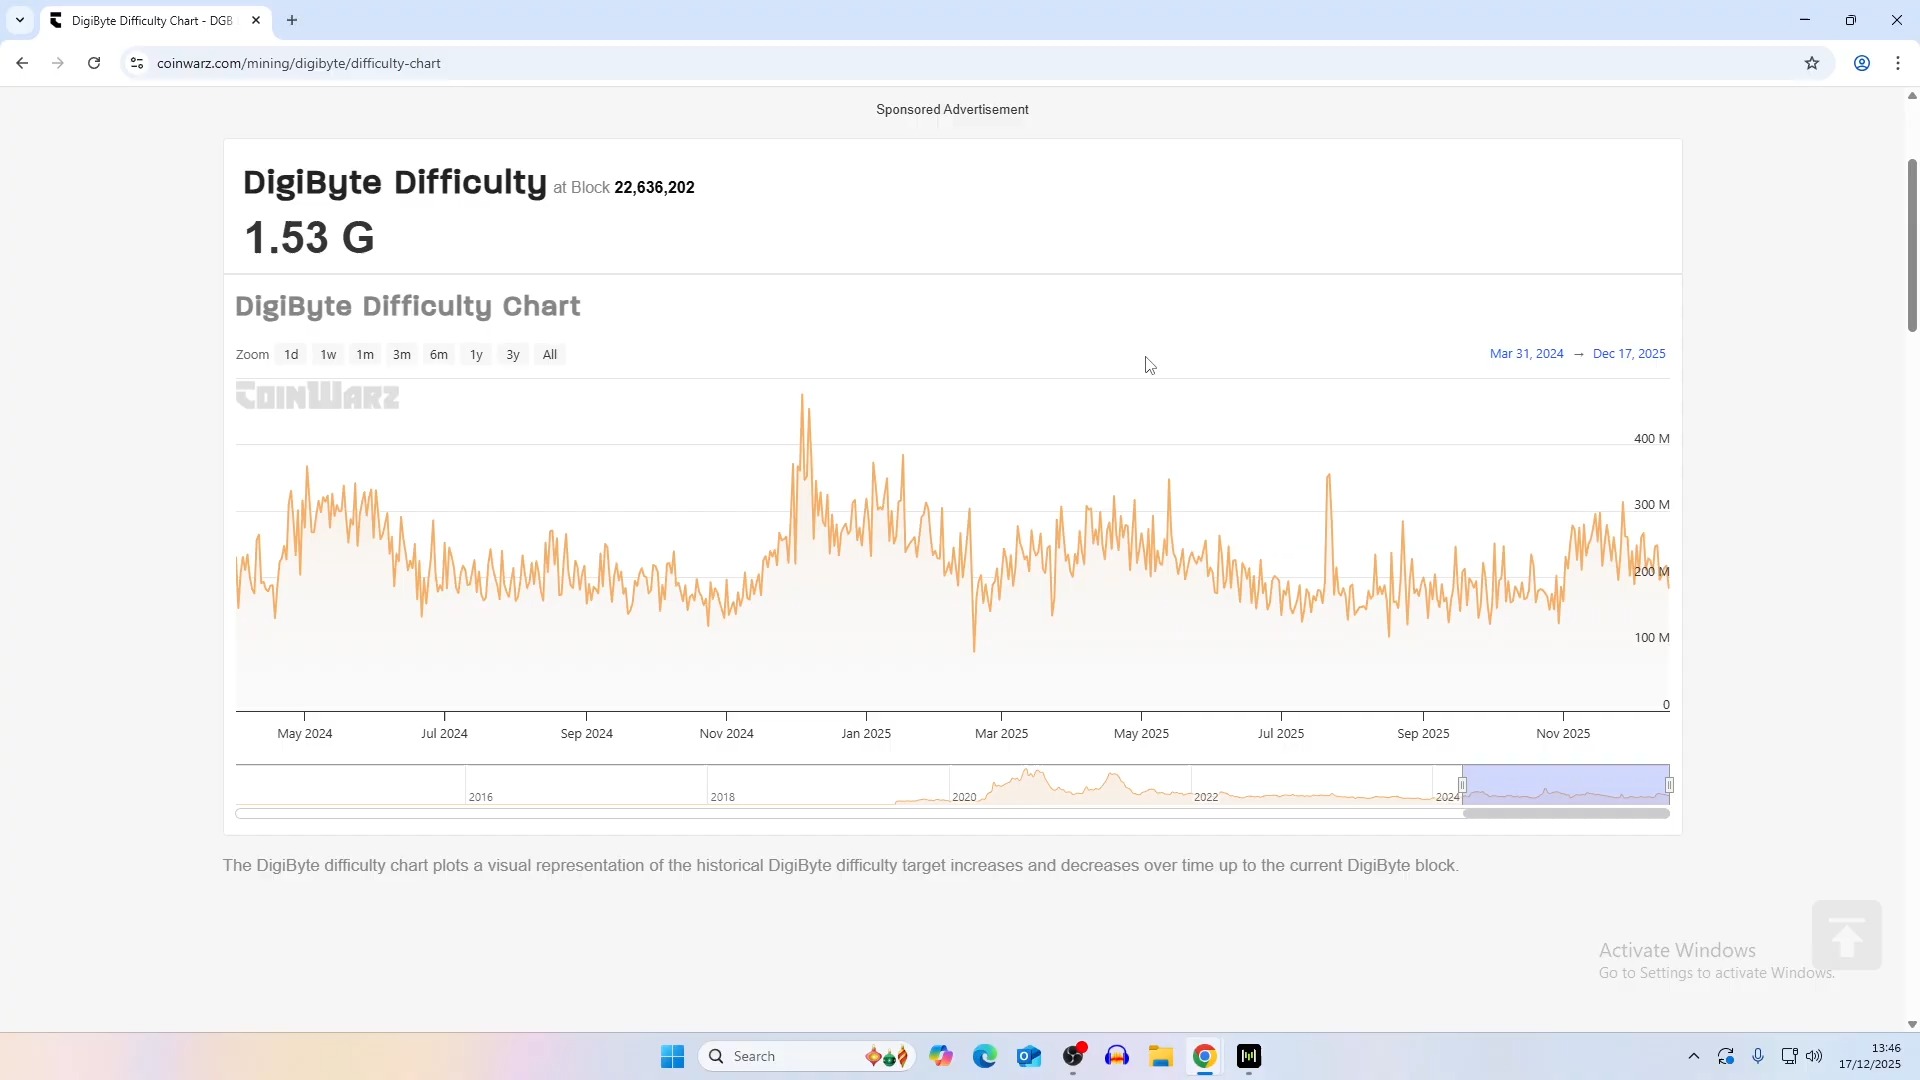 DigiByte Difficulty Chart - DGB
coinwarz.com/mining/digibyte/difficulty-chart
Sponsored Advertisement
DigiByte Difficulty at Block 22,636,202
1.53 G
DigiByte Difficulty Chart
Zoom 1d 1w 1m 3m 6m 1y 3y All
Mar 31, 2024 → Dec 17, 2025
COINWARZ
400 M
300 M
200 M
100 M
0
May 2024 Jul 2024 Sep 2024 Nov 2024 Jan 2025 Mar 2025 May 2025 Jul 2025 Sep 2025 Nov 2025
2016 2018 2020 2022 2024
The DigiByte difficulty chart plots a visual representation of the historical DigiByte difficulty target increases and decreases over time up to the current DigiByte block.
Activate Windows
Go to Settings to activate Windows.
Search
13:46
17/12/2025